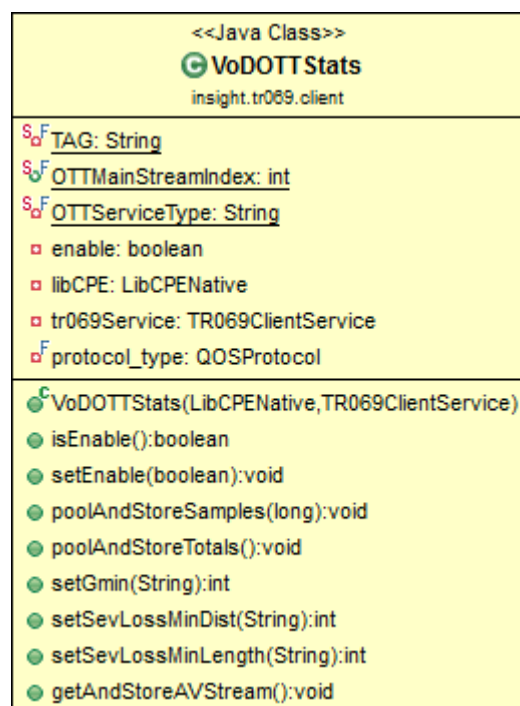 <<Java Class>>
VoDOTTStats
insight.tr069.client
TAG: String
OTTMainStreamIndex: int
OTTServiceType: String
enable: boolean
libCPE: LibCPENative
tr069Service: TR069ClientService
protocol_type: QOSProtocol
VoDOTTStats(LibCPENative,TR069ClientService)
isEnable():boolean
setEnable(boolean):void
poolAndStoreSamples(long):void
poolAndStoreTotals():void
setGmin(String):int
setSevLossMinDist(String):int
setSevLossMinLength(String):int
getAndStoreAVStream():void